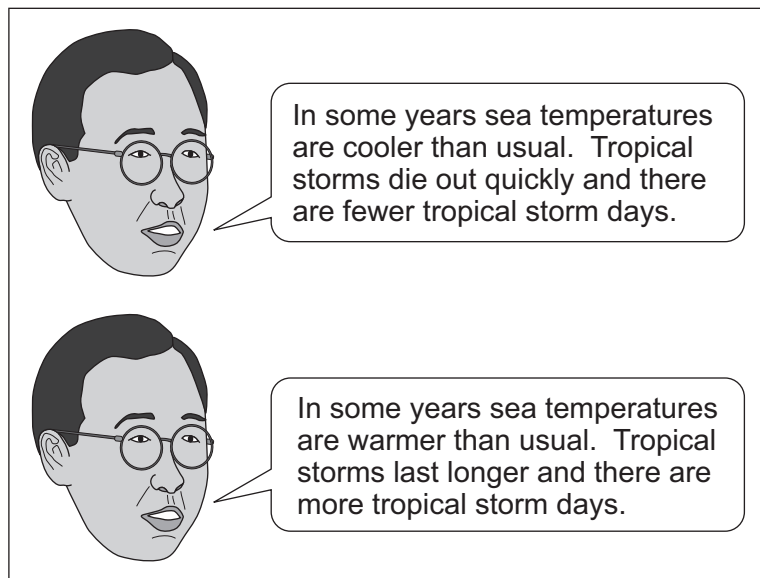 In some years sea temperatures
are cooler than usual.  Tropical
storms die out quickly and there
are fewer tropical storm days.
In some years sea temperatures
are warmer than usual.  Tropical
storms last longer and there are
more tropical storm days.